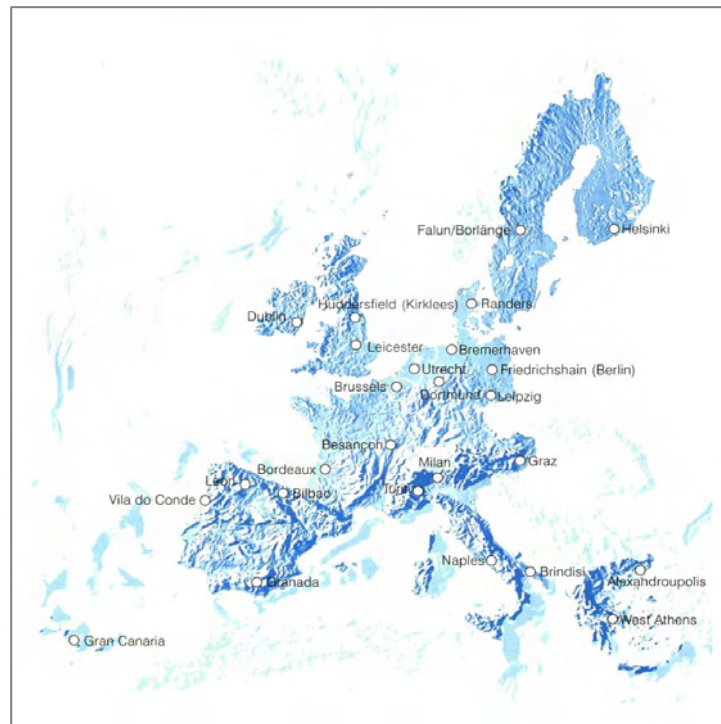 Falun/Borlänge
Helsinki
Huddersfield (Kirklees)
Randers
Dublin
Leicester
Bremerhaven
Utrecht
Friedrichshain (Berlin)
Brussels
Dortmund
Leipzig
Besançon
Bordeaux
Milan
Graz
Léon
Turin
Vila do Conde
Bilbao
Naples
Brindisi
Alexandroupolis
Granada
West Athens
Gran Canaria